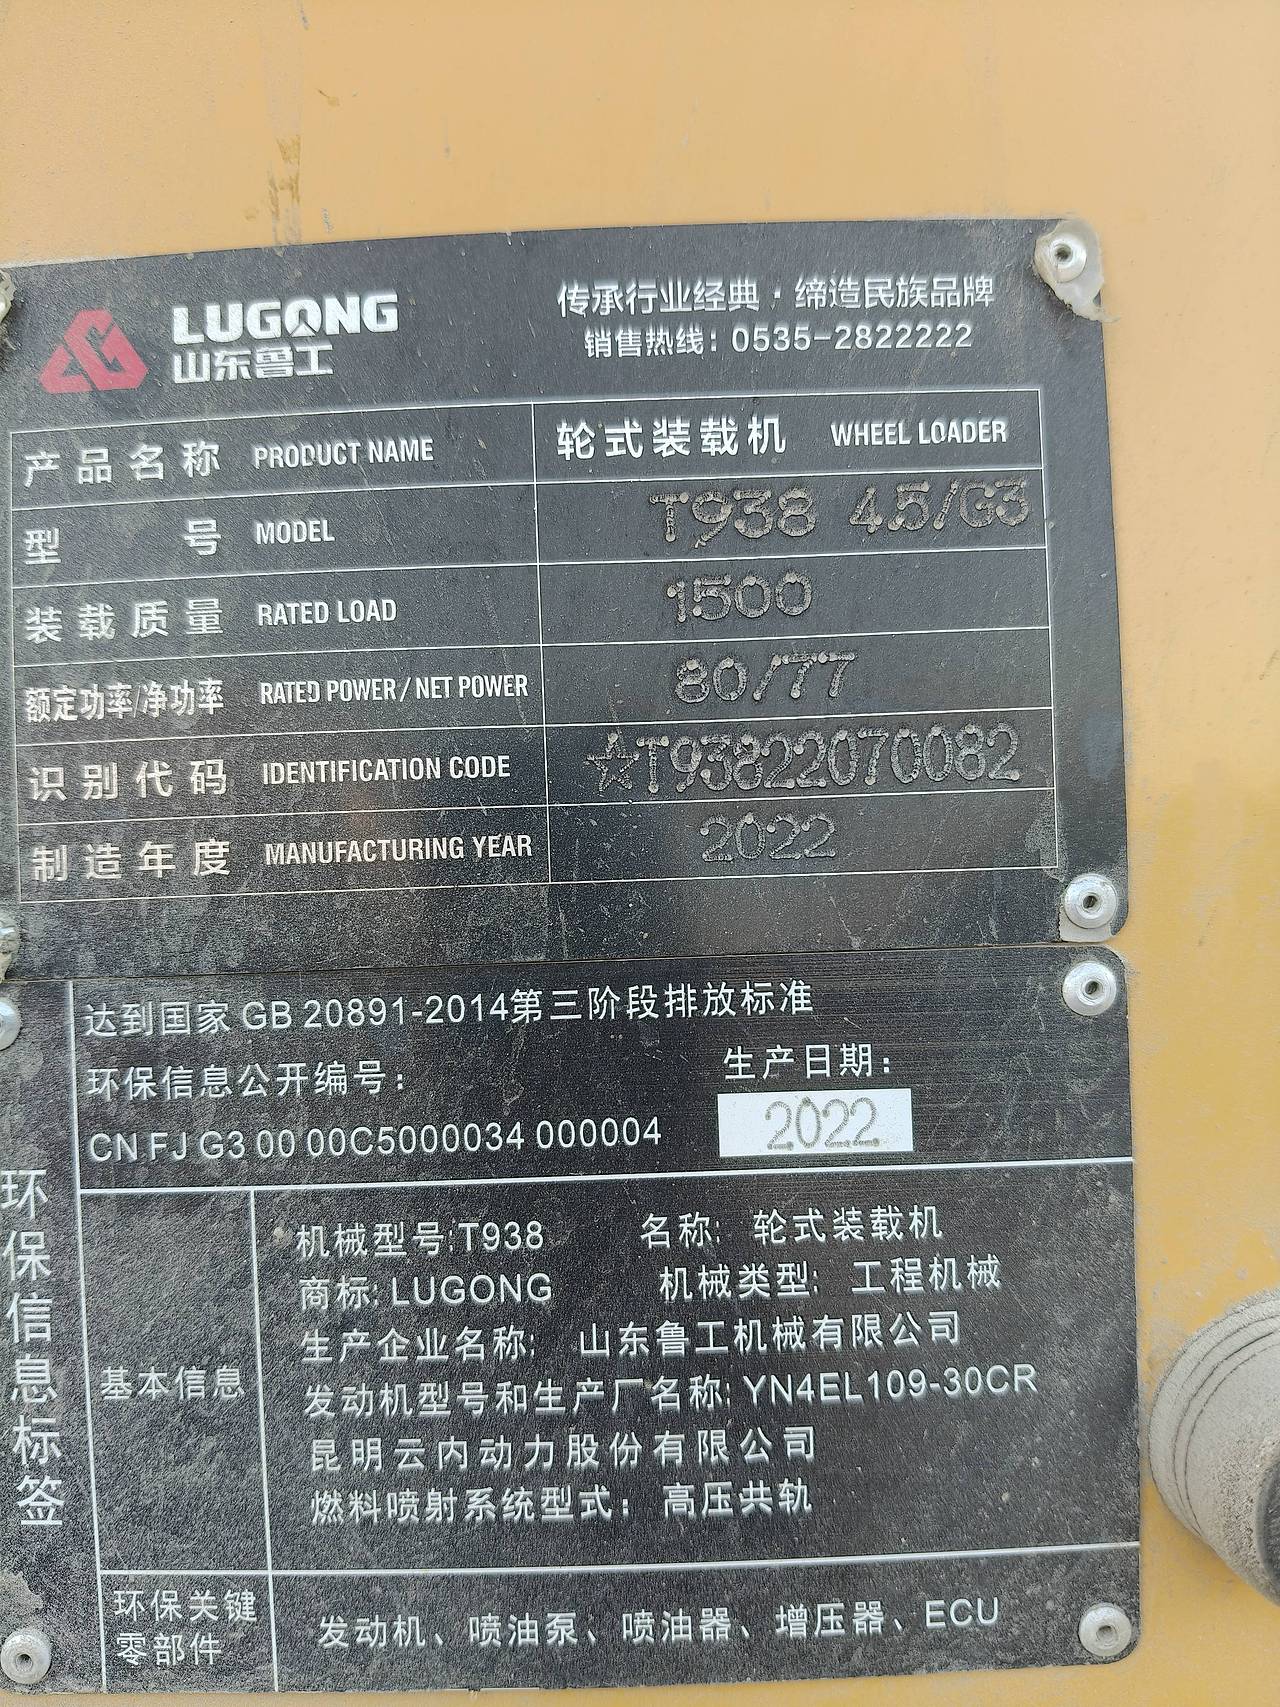 LUGONG
山东鲁工
传承行业经典·缔造民族品牌
销售热线：0535-2822222
产品名称 PRODUCT NAME 轮式装载机 WHEEL LOADER
型 号 MODEL T938 4.5/G3
装载质量 RATED LOAD 1500
额定功率/净功率 RATED POWER/NET POWER 80/77
识别代码 IDENTIFICATION CODE ☆T93822070082
制造年度 MANUFACTURING YEAR 2022
环保信息标签
达到国家 GB 20891-2014第三阶段排放标准
环保信息公开编号：
CN FJ G3 00 00C5000034 000004
生产日期：
2022
基本信息
机械型号:T938 名称: 轮式装载机
商标: LUGONG 机械类型: 工程机械
生产企业名称: 山东鲁工机械有限公司
发动机型号和生产厂名称: YN4EL109-30CR
昆明云内动力股份有限公司
燃料喷射系统型式：高压共轨
环保关键
零部件
发动机、喷油泵、喷油器、增压器、ECU